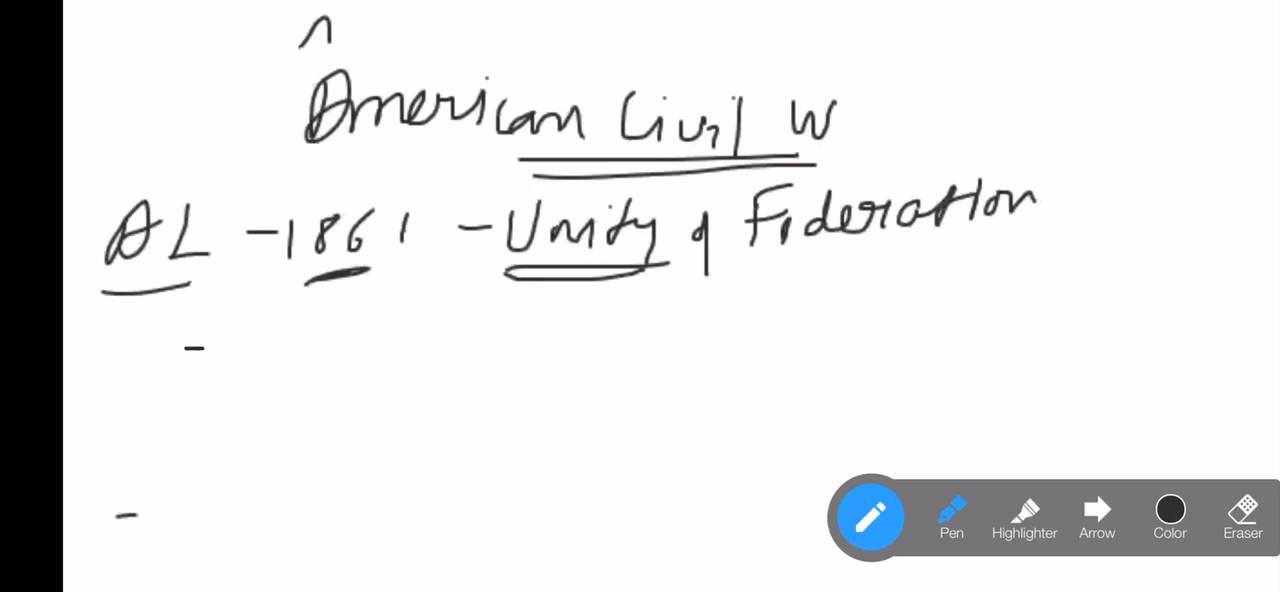 American Civil W
AL - 1861 - Unity of Federation
-
-
Pen Highlighter Arrow Color Eraser